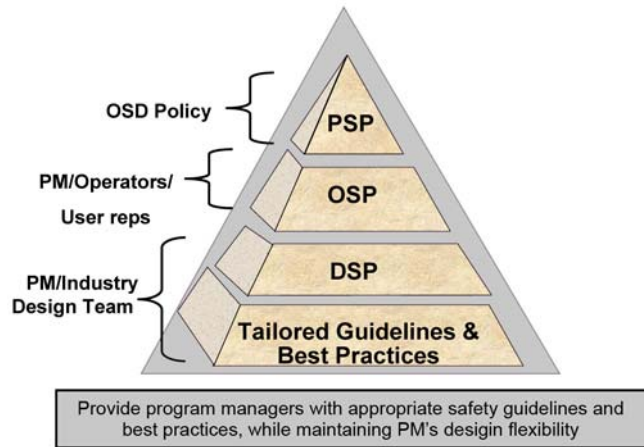 OSD Policy
PSP
PM/Operators/
User reps
OSP
PM/Industry
Design Team
DSP
Tailored Guidelines &
Best Practices
Provide program managers with appropriate safety guidelines and
best practices, while maintaining PM's desigin flexibility